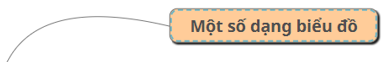 Một số dạng biểu đồ